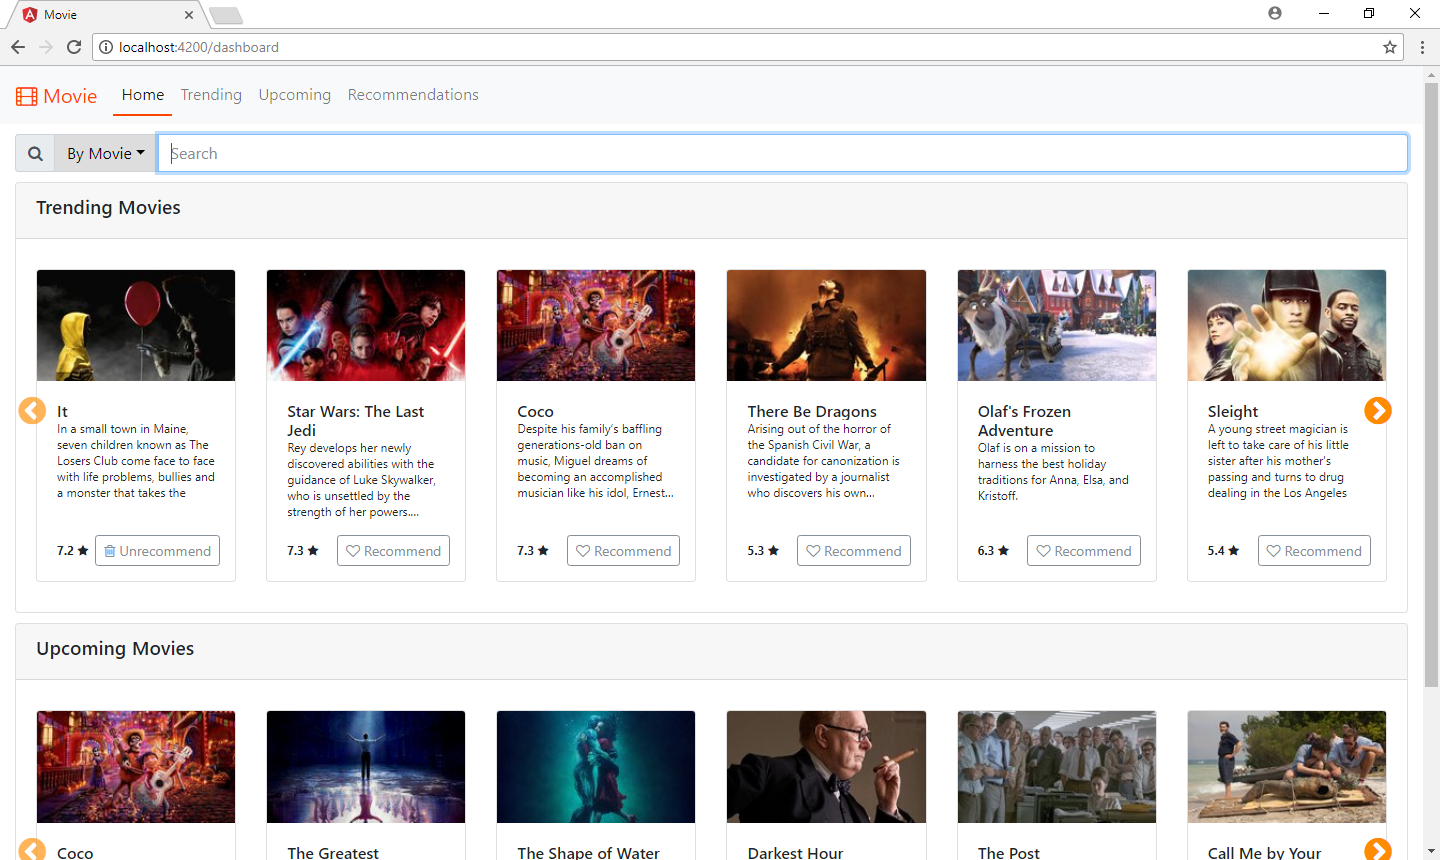 Movie
localhost:4200/dashboard
Movie
Home
Trending
Upcoming
Recommendations
By Movie
Search
Trending Movies
It
In a small town in Maine,
seven children known as The
Losers Club come face to face
with life problems, bullies and
a monster that takes the
7.2
Unrecommend
Star Wars: The Last
Jedi
Rey develops her newly
discovered abilities with the
guidance of Luke Skywalker,
who is unsettled by the
strength of her powers....
7.3
Recommend
Coco
Despite his family’s baffling
generations-old ban on
music, Miguel dreams of
becoming an accomplished
musician like his idol, Ernest...
7.3
Recommend
There Be Dragons
Arising out of the horror of
the Spanish Civil War, a
candidate for canonization is
investigated by a journalist
who discovers his own...
5.3
Recommend
Olaf's Frozen
Adventure
Olaf is on a mission to
harness the best holiday
traditions for Anna, Elsa, and
Kristoff.
6.3
Recommend
Sleight
A young street magician is
left to take care of his little
sister after his mother's
passing and turns to drug
dealing in the Los Angeles
5.4
Recommend
Upcoming Movies
Coco
The Greatest
The Shape of Water
Darkest Hour
The Post
Call Me by Your